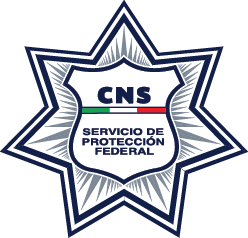 CNS
SERVICIO DE
PROTECCIÓN
FEDERAL